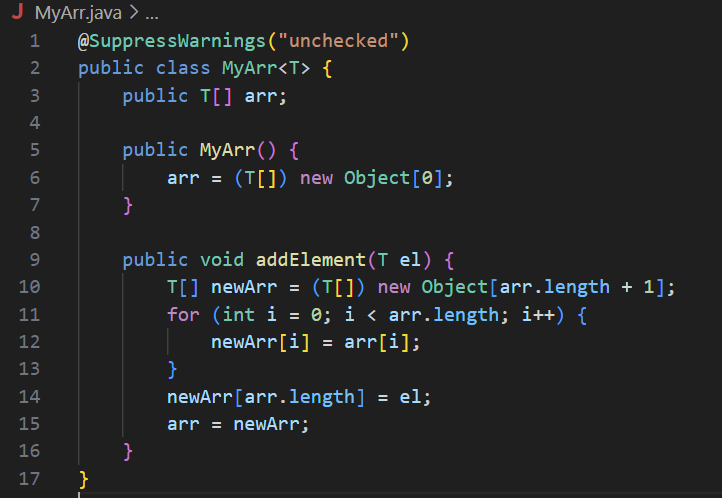 J MyArr.java > ...
1 @SuppressWarnings("unchecked")
2 public class MyArr<T> {
3     public T[] arr;
4
5     public MyArr() {
6         arr = (T[]) new Object[0];
7     }
8
9     public void addElement(T el) {
10         T[] newArr = (T[]) new Object[arr.length + 1];
11         for (int i = 0; i < arr.length; i++) {
12             newArr[i] = arr[i];
13         }
14         newArr[arr.length] = el;
15         arr = newArr;
16     }
17 }